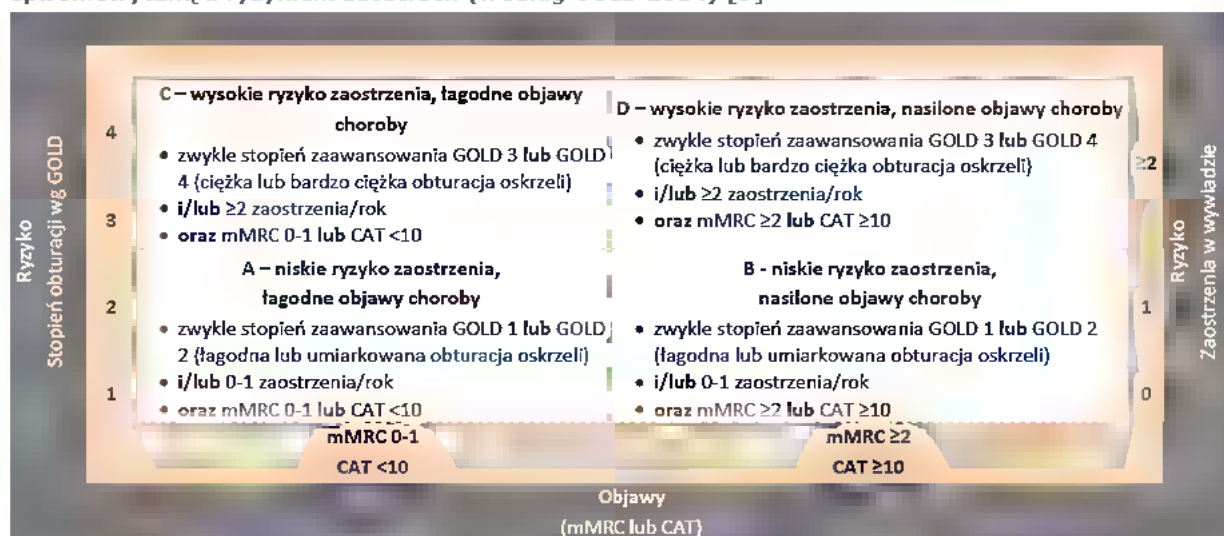 C – wysokie ryzyko zaostrzenia, łagodne objawy
choroby
• zwykle stopień zaawansowania GOLD 3 lub GOLD
4 (ciężka lub bardzo ciężka obturacja oskrzeli)
• i/lub ≥2 zaostrzenia/rok
• oraz mMRC 0-1 lub CAT <10
D – wysokie ryzyko zaostrzenia, nasilone objawy choroby
• zwykle stopień zaawansowania GOLD 3 lub GOLD 4
(ciężka lub bardzo ciężka obturacja oskrzeli)
• i/lub ≥2 zaostrzenia/rok
• oraz mMRC ≥2 lub CAT ≥10
A – niskie ryzyko zaostrzenia,
łagodne objawy choroby
• zwykle stopień zaawansowania GOLD 1 lub GOLD
2 (łagodna lub umiarkowana obturacja oskrzeli)
• i/lub 0-1 zaostrzenia/rok
• oraz mMRC 0-1 lub CAT <10
B - niskie ryzyko zaostrzenia,
nasilone objawy choroby
• zwykle stopień zaawansowania GOLD 1 lub GOLD 2
(łagodna lub umiarkowana obturacja oskrzeli)
• i/lub 0-1 zaostrzenia/rok
• oraz mMRC ≥2 lub CAT ≥10
Ryzyko
Stopień obturacji wg GOLD
4
3
2
1
≥2
1
0
Ryzyko
Zaostrzenia w wywiadzie
mMRC 0-1
CAT <10
mMRC ≥2
CAT ≥10
Objawy
(mMRC lub CAT)